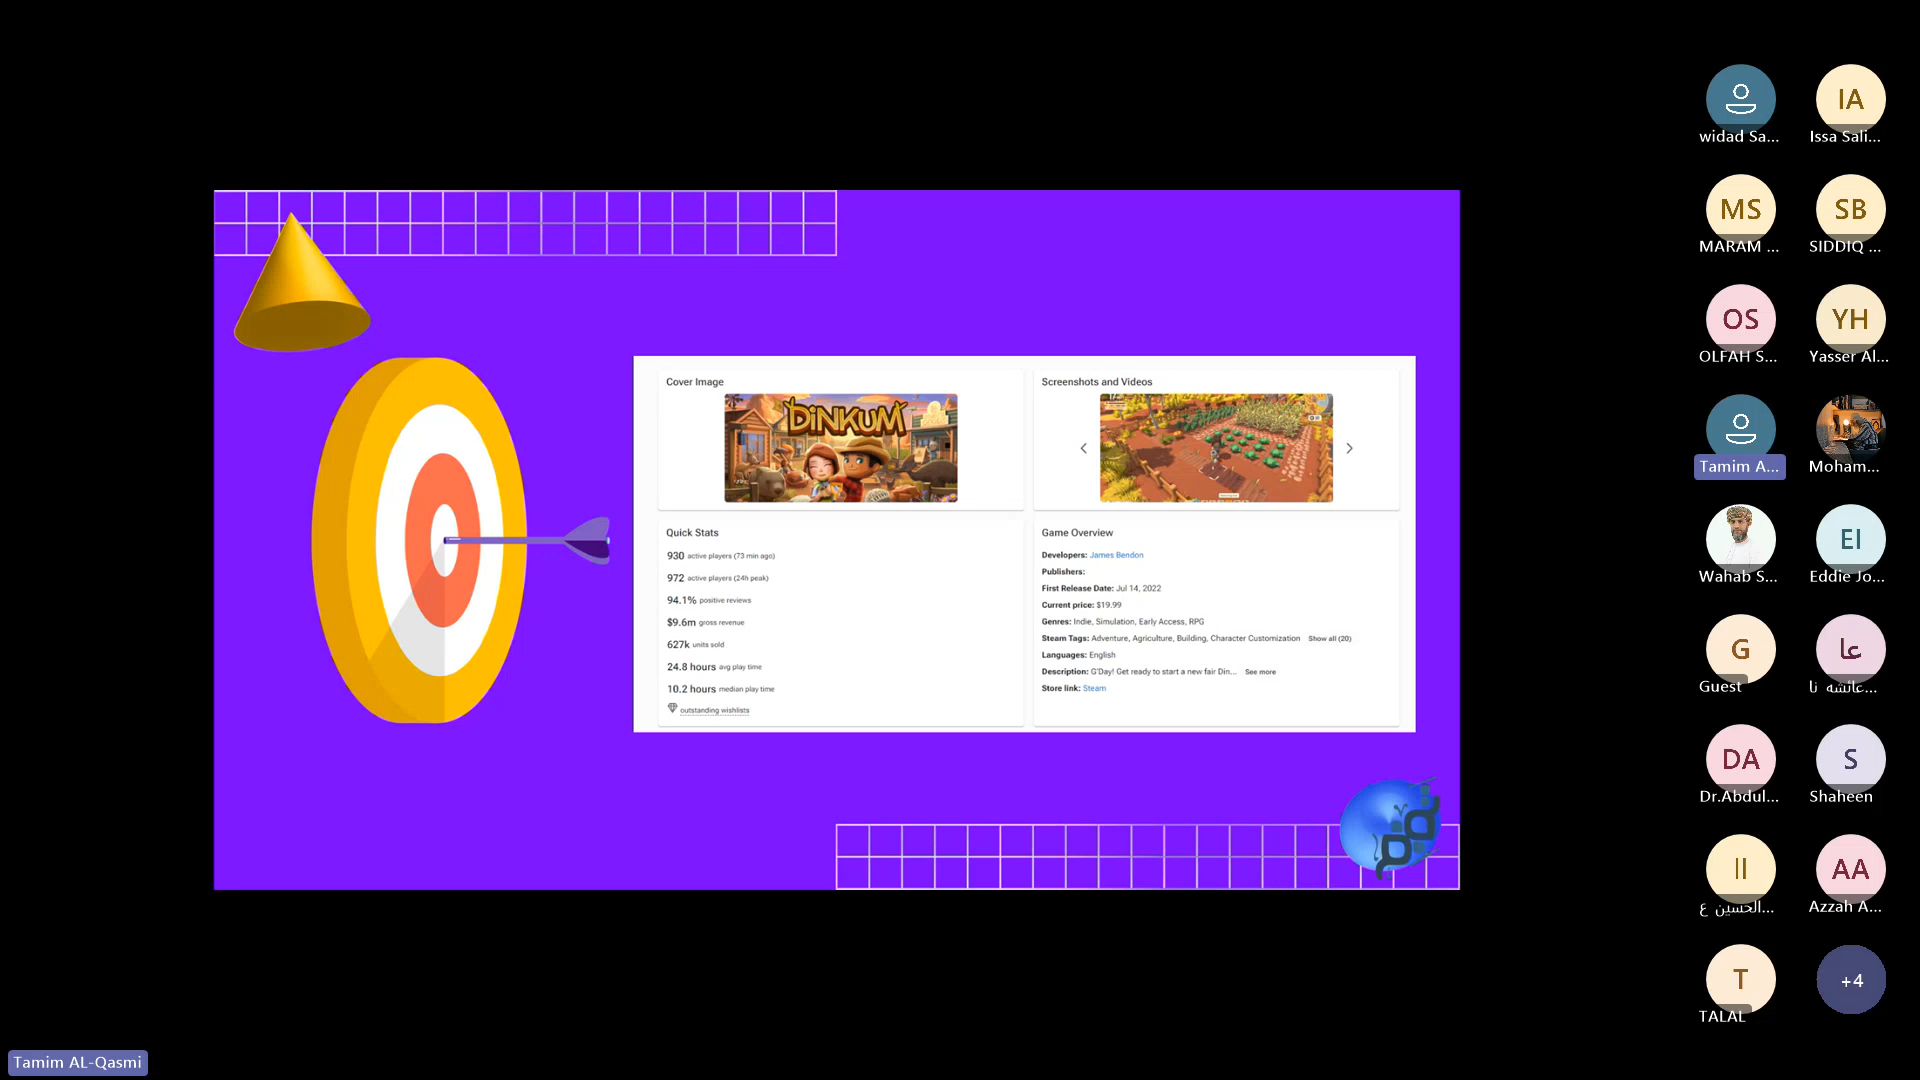 Cover Image
DiNKUM
Screenshots and Videos
Quick Stats
930 active players (73 min ago)
972 active players (24h peak)
94.1% positive reviews
$9.6m gross revenue
627k units sold
24.8 hours avg play time
10.2 hours median play time
outstanding wishlists
Game Overview
Developers: James Bendon
Publishers:
First Release Date: Jul 14, 2022
Current price: $19.99
Genres: Indie, Simulation, Early Access, RPG
Steam Tags: Adventure, Agriculture, Building, Character Customization Show all (20)
Languages: English
Description: G'Day! Get ready to start a new fair Din... See more
Store link: Steam
widad Sa...
IA
Issa Sali...
MS
MARAM ...
SB
SIDDIQ ...
OS
OLFAH S...
YH
Yasser Al...
Tamim A...
Moham...
Wahab S...
EI
Eddie Jo...
G
Guest
عا
عائشه نا...
DA
Dr.Abdul...
S
Shaheen
اا
الحسين ع...
AA
Azzah A...
T
TALAL
+4
Tamim AL-Qasmi